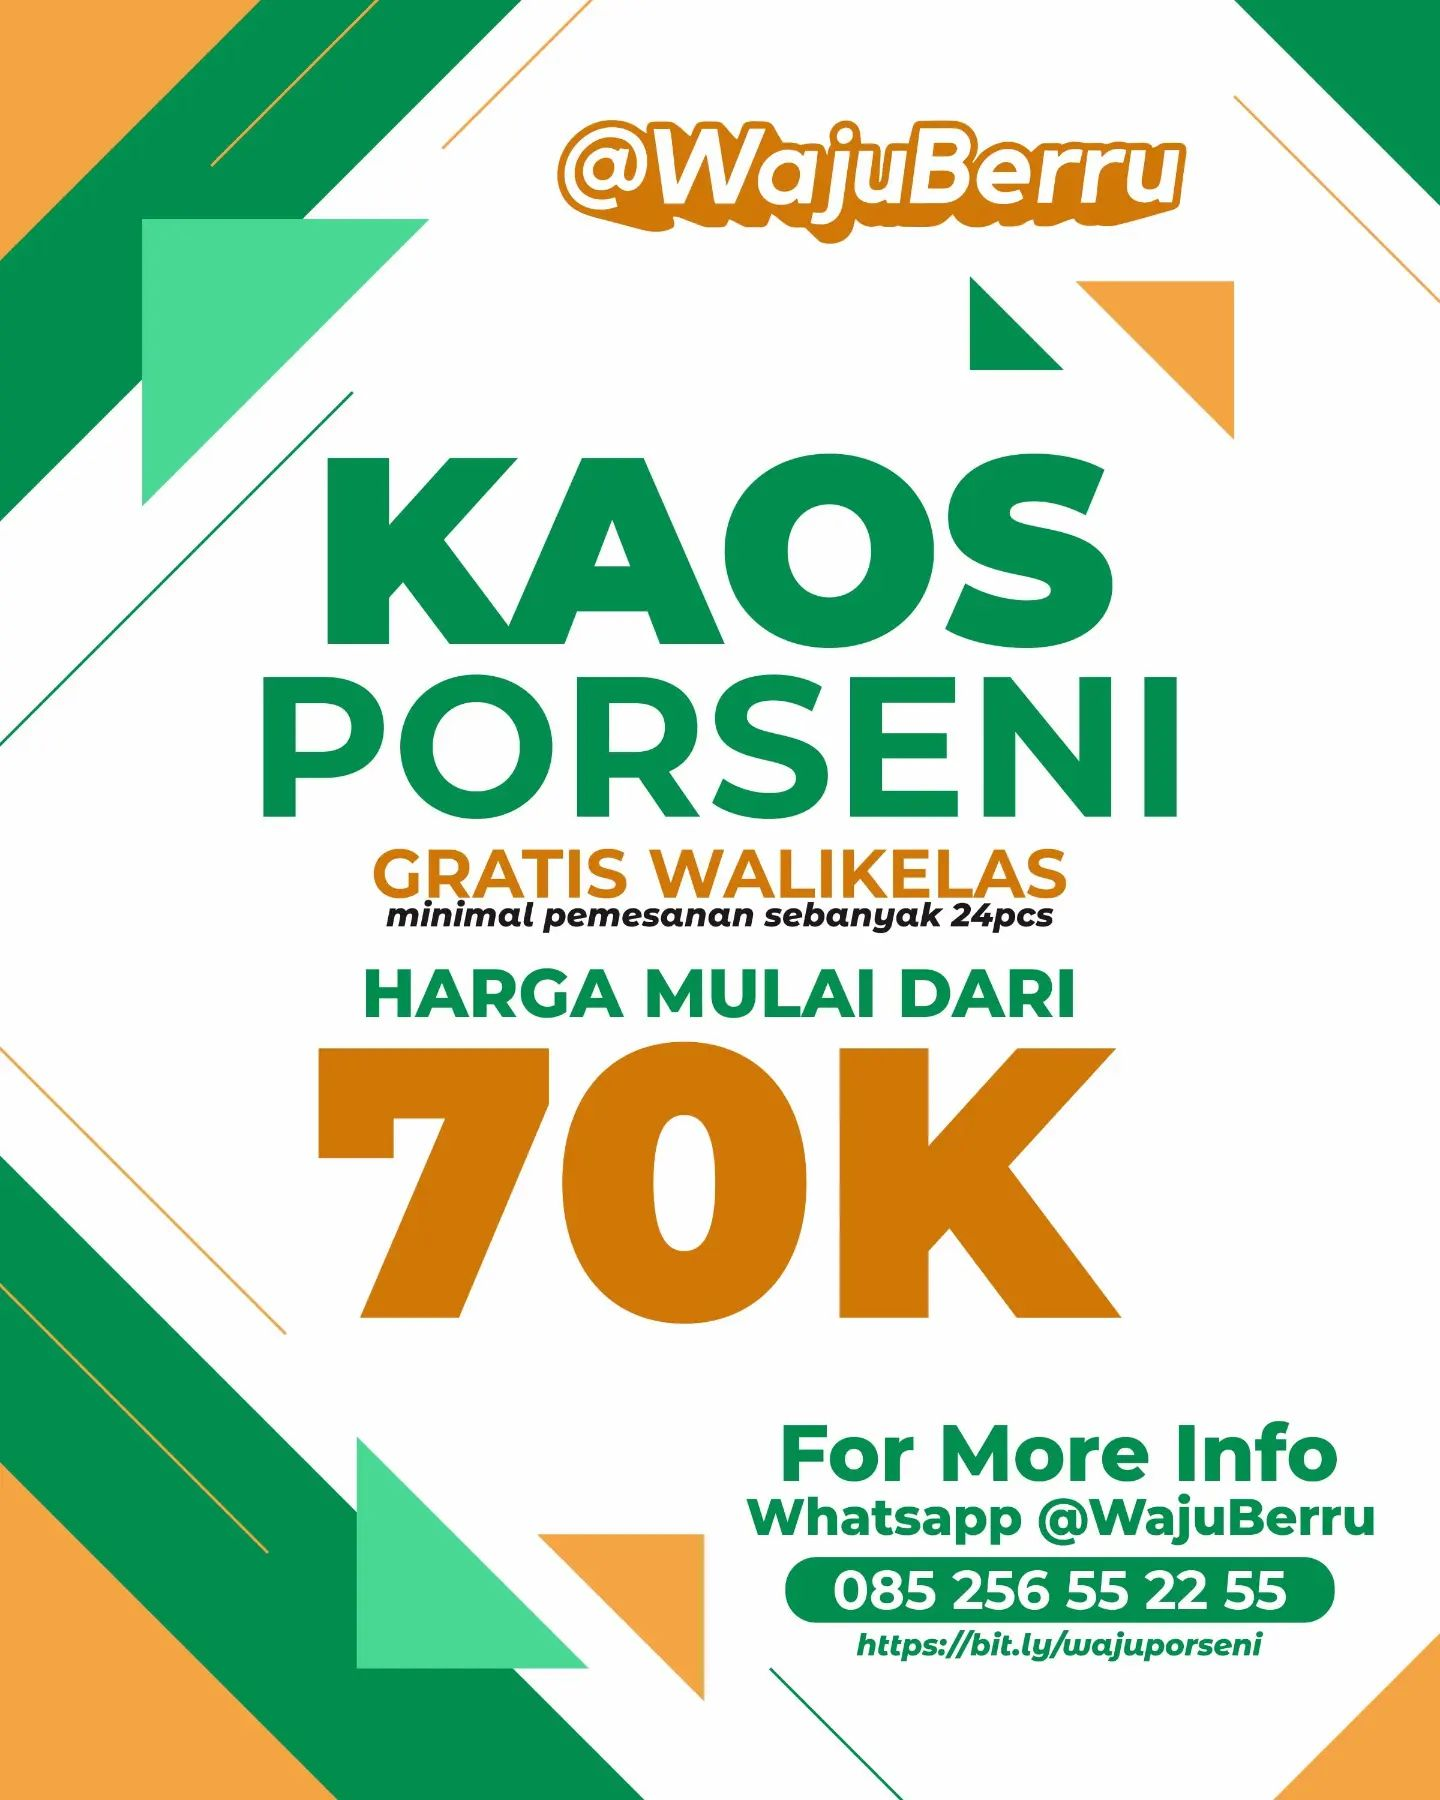 @WajuBerru
KAOS
PORSENI
GRATIS WALIKELAS
minimal pemesanan sebanyak 24pcs
HARGA MULAI DARI
70K
For More Info
Whatsapp @WajuBerru
085 256 55 22 55
https://bit.ly/wajuporseni